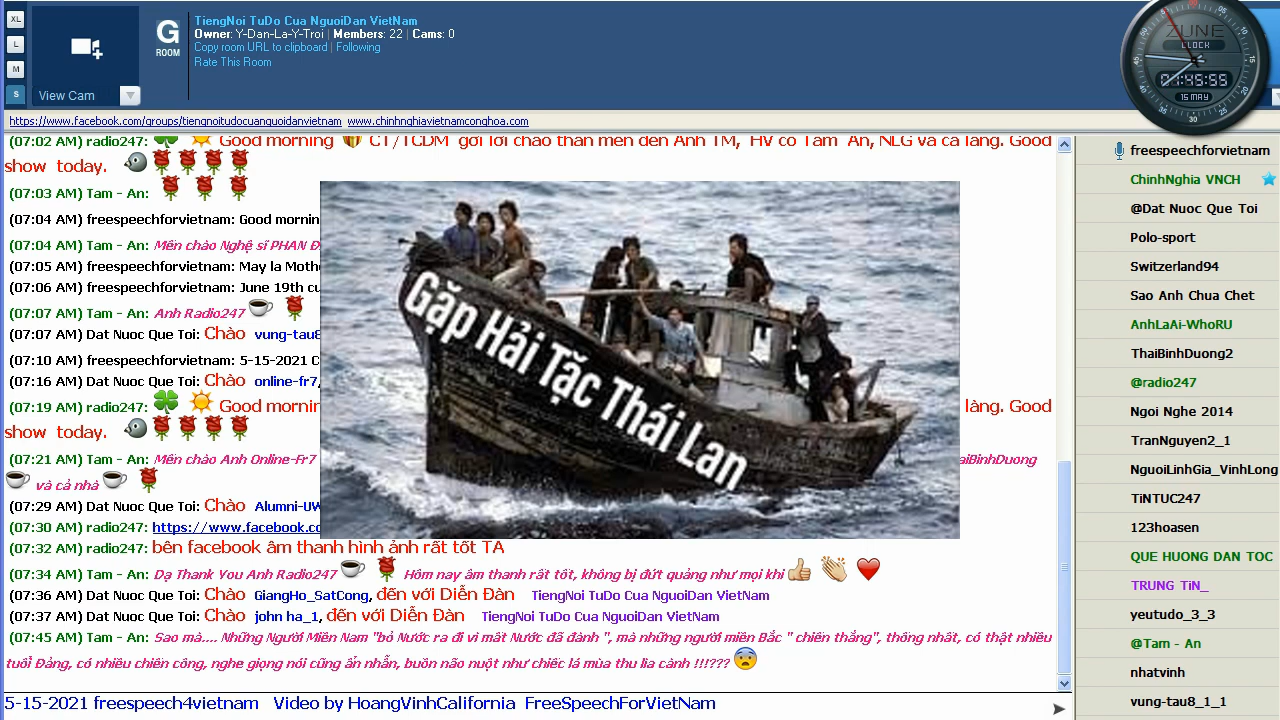 XL
L
M
S
View Cam
G
ROOM
TiengNoi TuDo Cua NguoiDan VietNam
Owner: Y-Dan-La-Y-Troi | Members: 22 | Cams: 0
Copy room URL to clipboard | Following
Rate This Room
ZUNE
CLOCK
07:45:55
15 MAY
https://www.facebook.com/groups/tiengnoitudocuanguoidanvietnam www.chinhnghiavietnamconghoa.com
(07:02 AM) radio247: Good morning CT/TCDM gởi lời chào thân mến đến Anh TM, HV cô Tâm An, NLG và cả làng. Good
show today.
(07:03 AM) Tam - An:
(07:04 AM) freespeechforvietnam: Good mornin
(07:04 AM) Tam - An: Mến chào Nghệ sĩ PHAN Đ
(07:05 AM) freespeechforvietnam: May la Moth
(07:06 AM) freespeechforvietnam: June 19th cu
(07:07 AM) Tam - An: Anh Radio247
(07:07 AM) Dat Nuoc Que Toi: Chào vung-tau8
(07:10 AM) freespeechforvietnam: 5-15-2021 C
(07:16 AM) Dat Nuoc Que Toi: Chào online-fr7,
(07:19 AM) radio247: Good mornin làng. Good
show today.
(07:21 AM) Tam - An: Mến chào Anh Online-Fr7 aiBinhDuong
và cả nhà
(07:29 AM) Dat Nuoc Que Toi: Chào Alumni-UW
(07:30 AM) radio247: https://www.facebook.co
(07:32 AM) radio247: bên facebook âm thanh hình ảnh rất tốt TA
(07:34 AM) Tam - An: Dạ Thank You Anh Radio247 Hôm nay âm thanh rất tốt, không bị đứt quảng như mọi khi
(07:36 AM) Dat Nuoc Que Toi: Chào GiangHo_SatCong, đến với Diễn Đàn TiengNoi TuDo Cua NguoiDan VietNam
(07:37 AM) Dat Nuoc Que Toi: Chào john ha_1, đến với Diễn Đàn TiengNoi TuDo Cua NguoiDan VietNam
(07:45 AM) Tam - An: Sao mà.... Những Người Miền Nam "bỏ Nước ra đi vì mất Nước đã đành ", mà những người miền Bắc " chiến thắng", thống nhất, có thật nhiều
tuổi Đảng, có nhiều chiến công, nghe giọng nói cũng ẩn nhẫn, buồn não nuột như chiếc lá mùa thu lìa cành !!!???
Gặp Hải Tặc Thái Lan
freespeechforvietnam
ChinhNghia VNCH
@Dat Nuoc Que Toi
Polo-sport
Switzerland94
Sao Anh Chua Chet
AnhLaAi-WhoRU
ThaiBinhDuong2
@radio247
Ngoi Nghe 2014
TranNguyen2_1
NguoiLinhGia_VinhLong
TiNTUC247
123hoasen
QUE HUONG DAN TOC
TRUNG TiN_
yeutudo_3_3
@Tam - An
nhatvinh
vung-tau8_1_1
5-15-2021 freespeech4vietnam Video by HoangVinhCalifornia FreeSpeechForVietNam